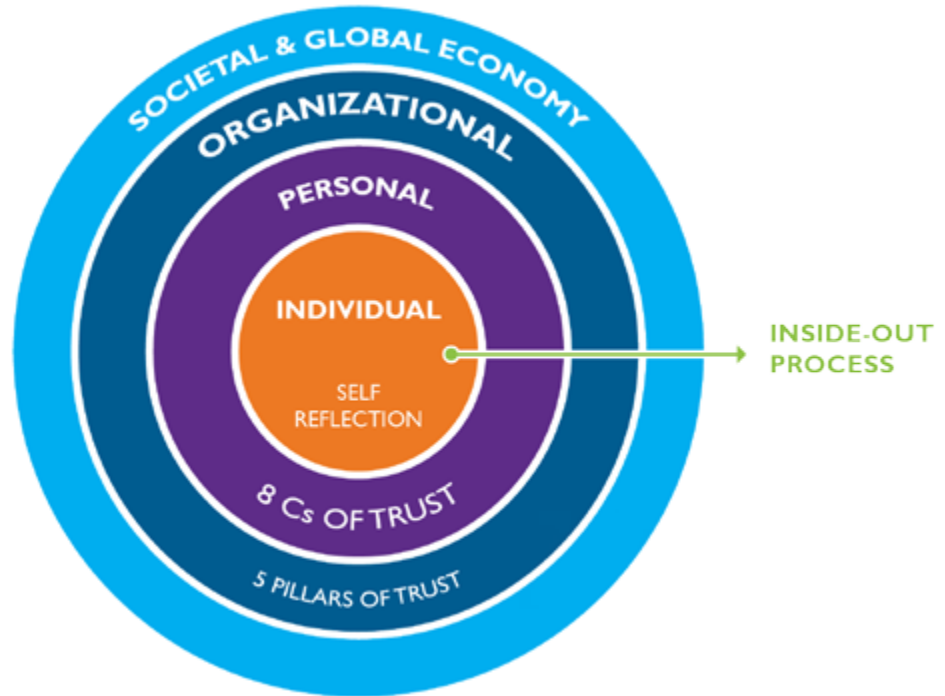 SOCIETAL & GLOBAL ECONOMY
ORGANIZATIONAL
PERSONAL
INDIVIDUAL
SELF
REFLECTION
8 Cs OF TRUST
5 PILLARS OF TRUST
INSIDE-OUT
PROCESS